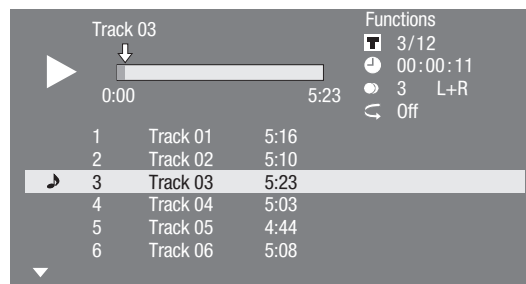 Track 03
0:00 5:23
Functions
T 3/12
00:00:11
3 L+R
Off
1 Track 01 5:16
2 Track 02 5:10
3 Track 03 5:23
4 Track 04 5:03
5 Track 05 4:44
6 Track 06 5:08